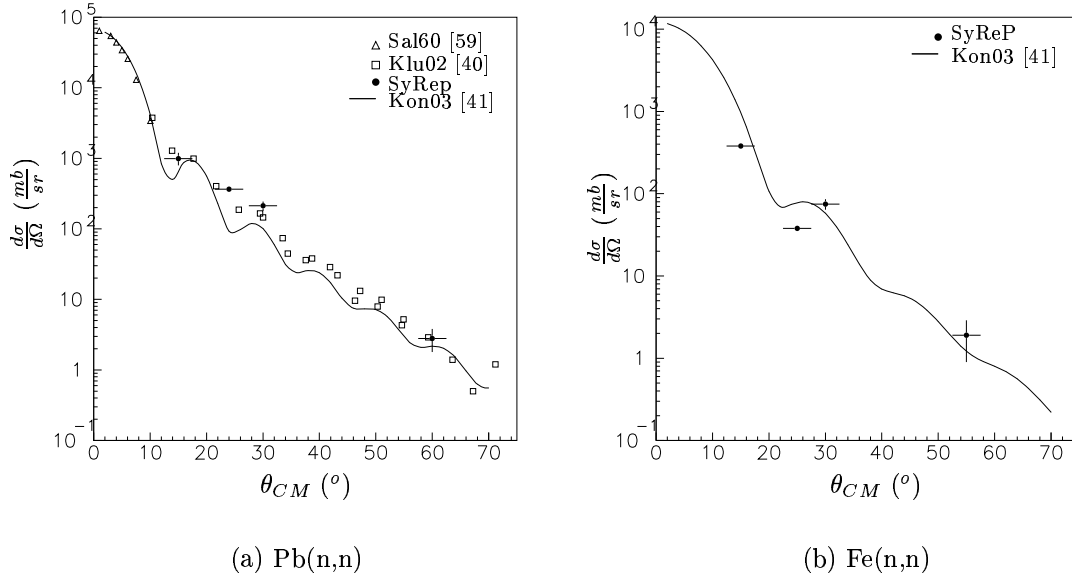 10^5
10^4
10^3
10^2
10
1
10^-1
0 10 20 30 40 50 60 70
dσ/dΩ (mb/sr)
θ_CM (^o)
Sal60 [59]
Klu02 [40]
SyRep
Kon03 [41]
(a) Pb(n,n)
10^4
10^3
10^2
10
1
10^-1
0 10 20 30 40 50 60 70
dσ/dΩ (mb/sr)
θ_CM (^o)
SyReP
Kon03 [41]
(b) Fe(n,n)